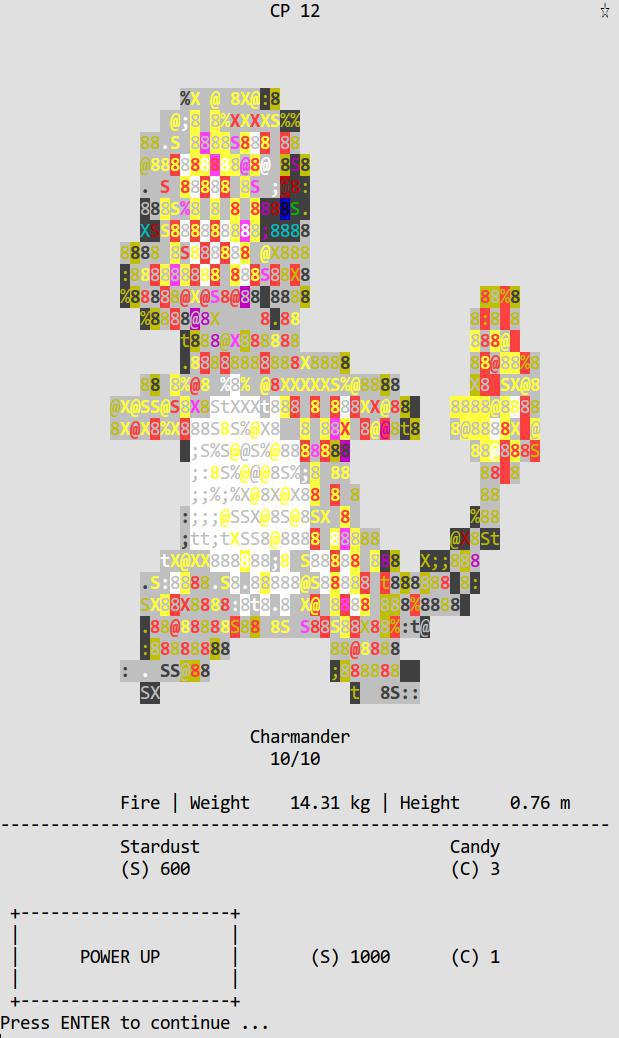 CP 12 ☆
Charmander
10/10
Fire | Weight 14.31 kg | Height 0.76 m
Stardust Candy
(S) 600 (C) 3
POWER UP (S) 1000 (C) 1
Press ENTER to continue ...